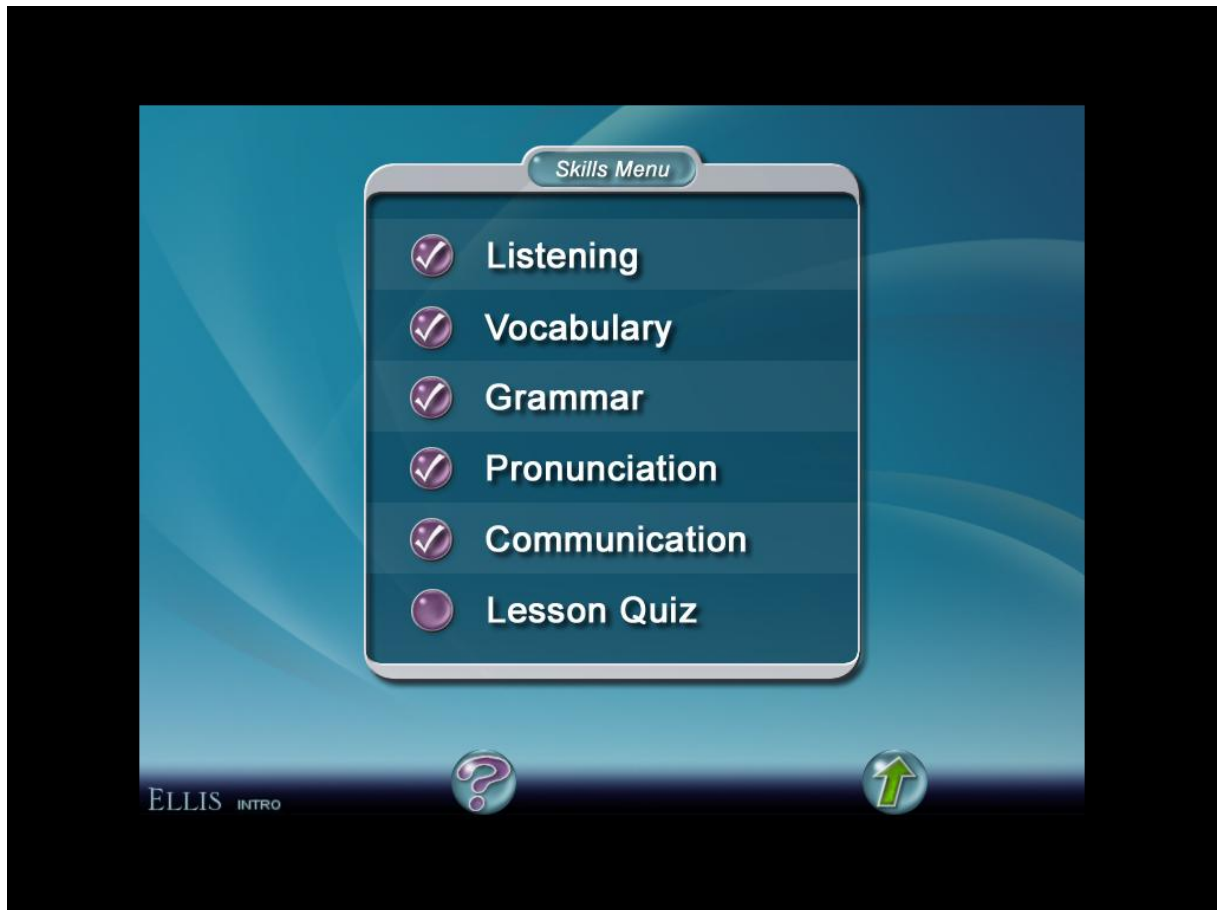 Skills Menu
Listening
Vocabulary
Grammar
Pronunciation
Communication
Lesson Quiz
ELLIS INTRO